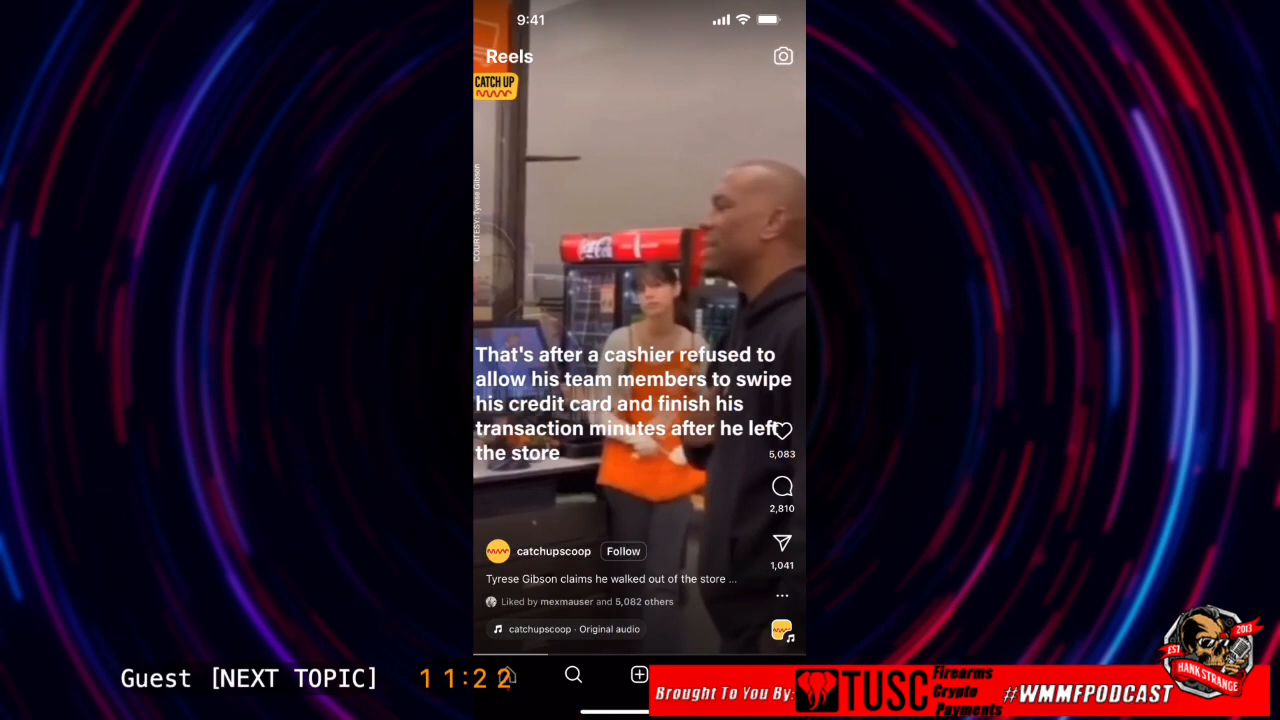 9:41
Reels
CATCH UP
COURTESY: Tyrese Gibson
Coca-Cola
That's after a cashier refused to
allow his team members to swipe
his credit card and finish his
transaction minutes after he left
the store
5,083
2,810
catchupscoop Follow
1,041
Tyrese Gibson claims he walked out of the store ...
Liked by mexmauser and 5,082 others
catchupscoop · Original audio
Guest [NEXT TOPIC] 11:22
Brought To You By: TUSC Firearms
Crypto
Payments
#WMMFPODCAST
EST 2013
HANK STRANGE